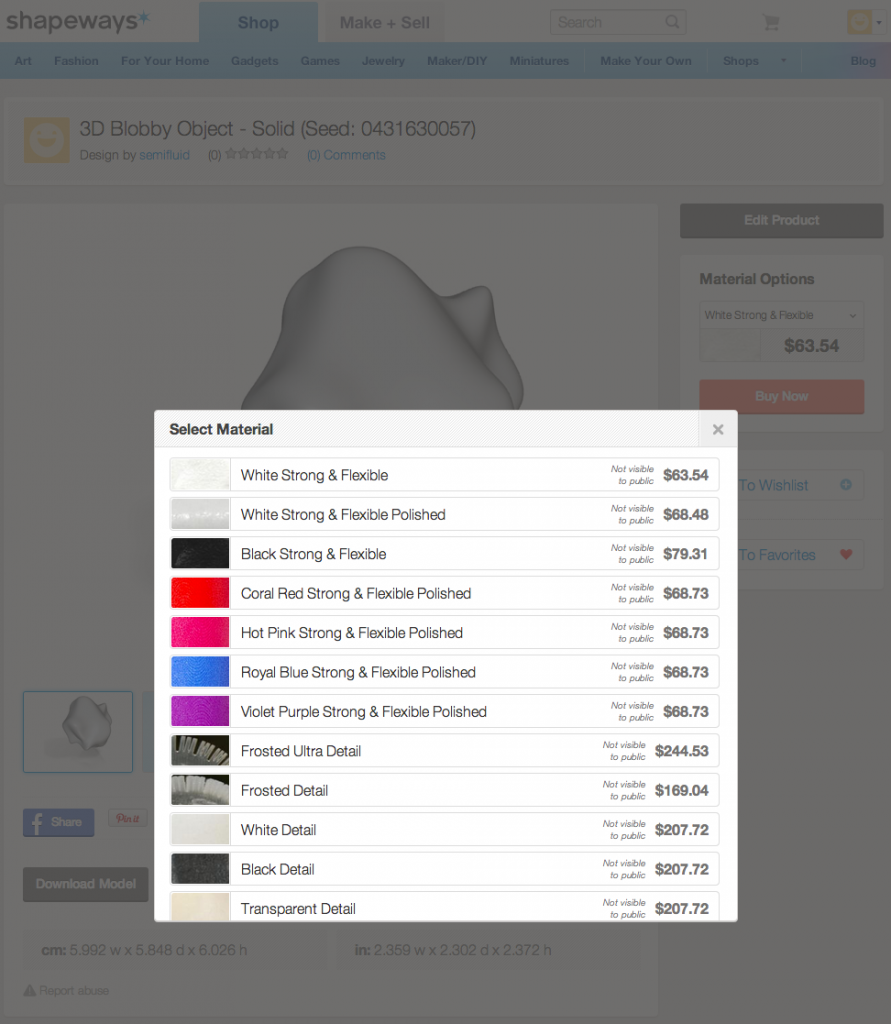 shapeways*
Shop
Make + Sell
Search
Art
Fashion
For Your Home
Gadgets
Games
Jewelry
Maker/DIY
Miniatures
Make Your Own
Shops
Blog
3D Blobby Object - Solid (Seed: 0431630057)
Design by semifluid (0) (0) Comments
Edit Product
Material Options
White Strong & Flexible
$63.54
Buy Now
To Wishlist
To Favorites
Select Material
White Strong & Flexible Not visible to public $63.54
White Strong & Flexible Polished Not visible to public $68.48
Black Strong & Flexible Not visible to public $79.31
Coral Red Strong & Flexible Polished Not visible to public $68.73
Hot Pink Strong & Flexible Polished Not visible to public $68.73
Royal Blue Strong & Flexible Polished Not visible to public $68.73
Violet Purple Strong & Flexible Polished Not visible to public $68.73
Frosted Ultra Detail Not visible to public $244.53
Frosted Detail Not visible to public $169.04
White Detail Not visible to public $207.72
Black Detail Not visible to public $207.72
Transparent Detail Not visible to public $207.72
f Share
Pin it
Download Model
cm: 5.992 w x 5.848 d x 6.026 h
in: 2.359 w x 2.302 d x 2.372 h
Report abuse